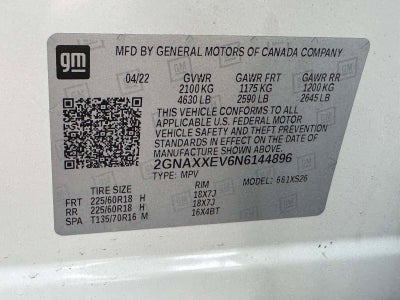 gm
MFD BY GENERAL MOTORS OF CANADA COMPANY
04/22 GVWR GAWR FRT GAWR RR
2100 KG 1175 KG 1200 KG
4630 LB 2590 LB 2645 LB
THIS VEHICLE CONFORMS TO ALL
APPLICABLE U.S. FEDERAL MOTOR
VEHICLE SAFETY, BUMPER, AND THEFT PREVENTION
STANDARDS IN EFFECT ON THE DATE
OF MANUFACTURE SHOWN ABOVE.
2GNAXXEV6N6144896
TYPE: MPV MODEL: 661XS26
TIRE SIZE RIM
FRT 225/60R18 H 18X7J
RR 225/60R18 H 18X7J
SPA T135/70R16 M 16X4BT